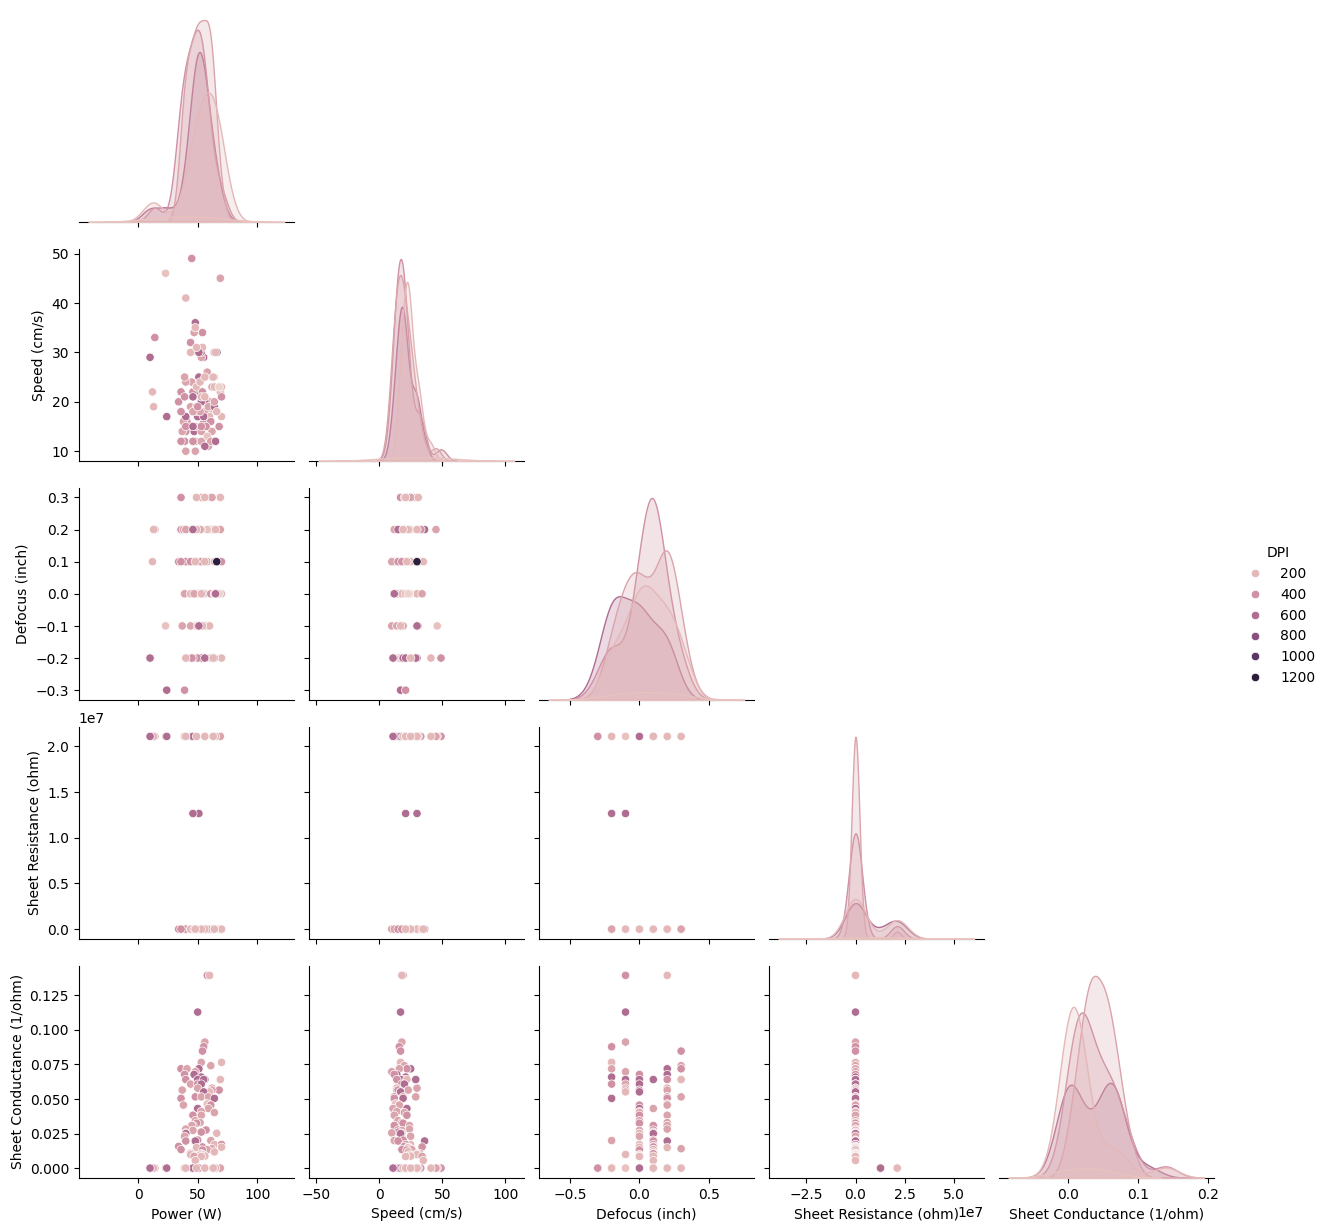 50
40
30
20
10
Speed (cm/s)
0.3
0.2
0.1
0.0
−0.1
−0.2
−0.3
Defocus (inch)
DPI
200
400
600
800
1000
1200
1e7
2.0
1.5
1.0
0.5
0.0
Sheet Resistance (ohm)
0.125
0.100
0.075
0.050
0.025
0.000
Sheet Conductance (1/ohm)
0 50 100
−50 0 50 100
−0.5 0.0 0.5
−2.5 0.0 2.5 5.0
0.0 0.1 0.2
1e7
Power (W)
Speed (cm/s)
Defocus (inch)
Sheet Resistance (ohm)
Sheet Conductance (1/ohm)